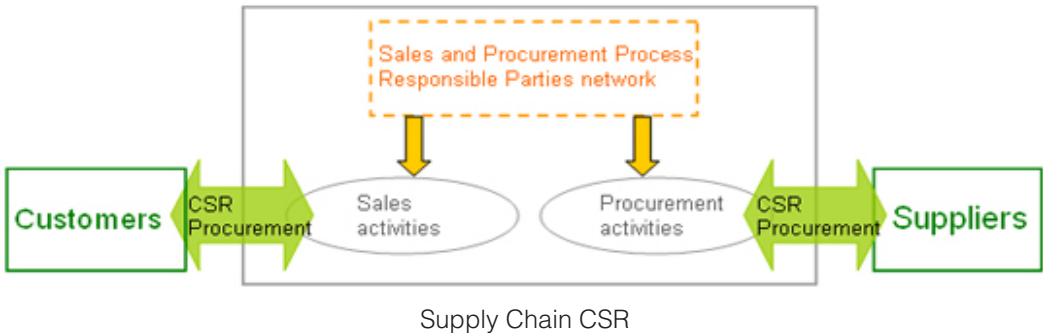 Sales and Procurement Process
Responsible Parties network
Customers
CSR
Procurement
Sales
activities
Procurement
activities
CSR
Procurement
Suppliers
Supply Chain CSR